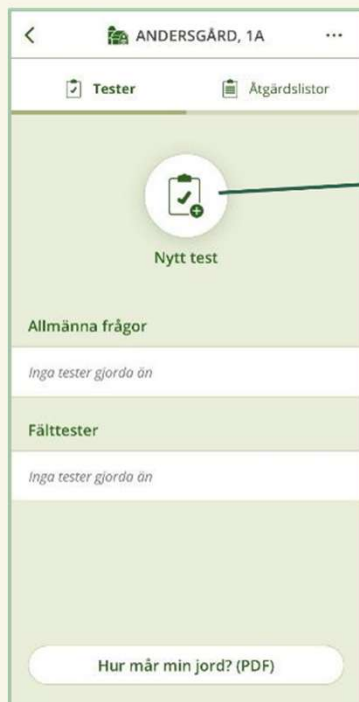 ANDERSGÅRD, 1A
Tester
Åtgärdslistor
Nytt test
Allmänna frågor
Inga tester gjorda än
Fälttester
Inga tester gjorda än
Hur mår min jord? (PDF)